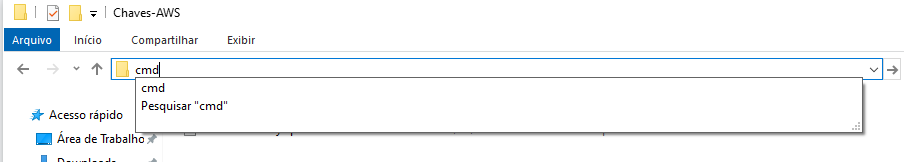 Chaves-AWS
Arquivo Início Compartilhar Exibir
cmd
cmd
Pesquisar "cmd"
Acesso rápido
Área de Trabalho